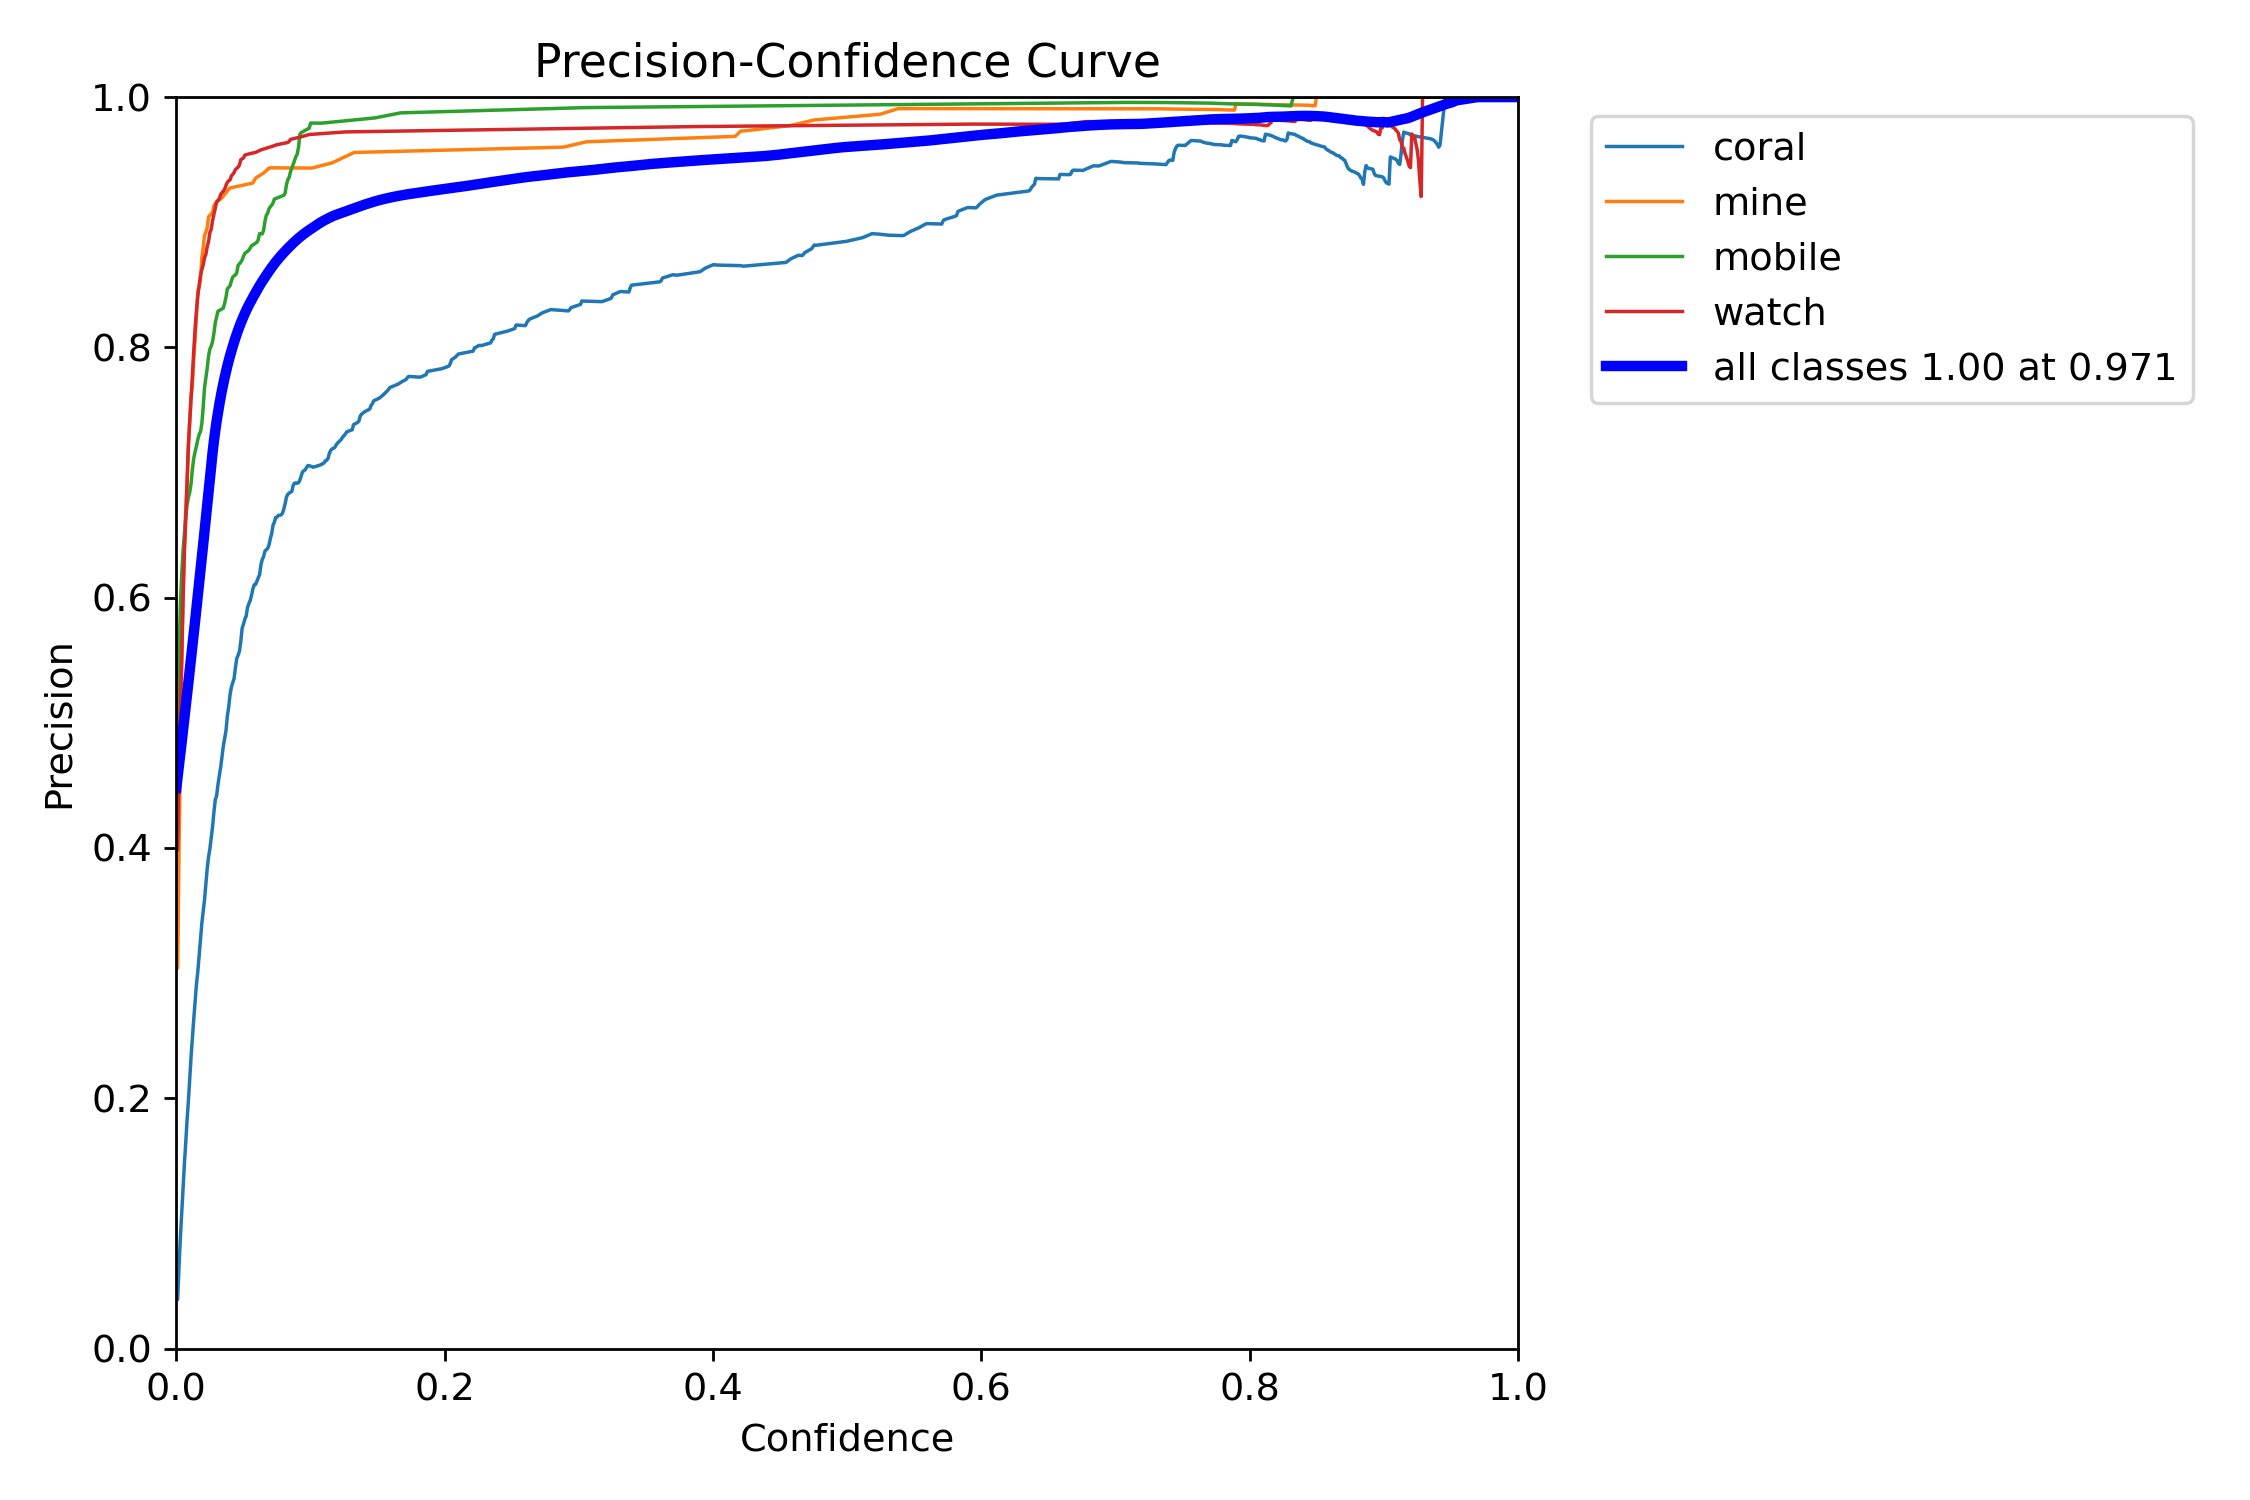 Precision-Confidence Curve
1.0
0.8
0.6
0.4
0.2
0.0
Precision
0.0 0.2 0.4 0.6 0.8 1.0
Confidence
coral
mine
mobile
watch
all classes 1.00 at 0.971